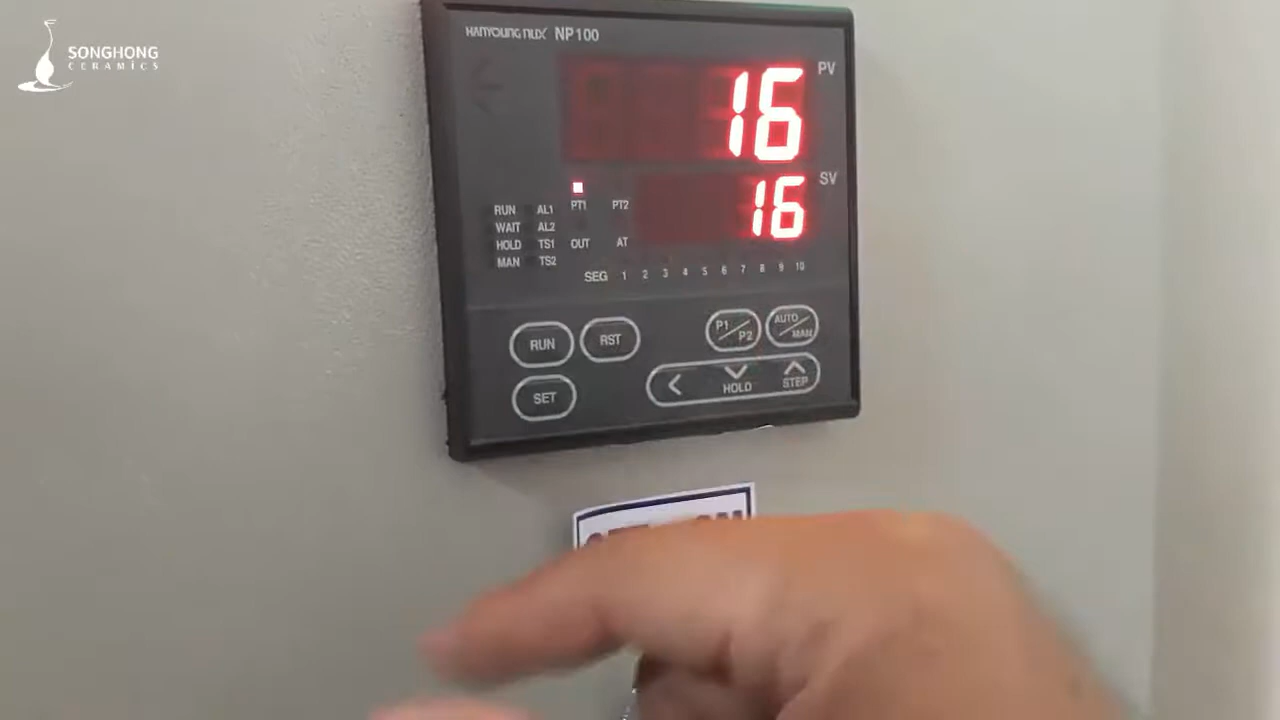 SONGHONG
CERAMICS
HANYOUNG NUX NP100
16 PV
16 SV
PT1 PT2
RUN AL1
WAIT AL2
HOLD TS1 OUT AT
MAN TS2
SEG 1 2 3 4 5 6 7 8 9 10
RUN RST P1/P2 AUTO/MAN
SET HOLD STEP